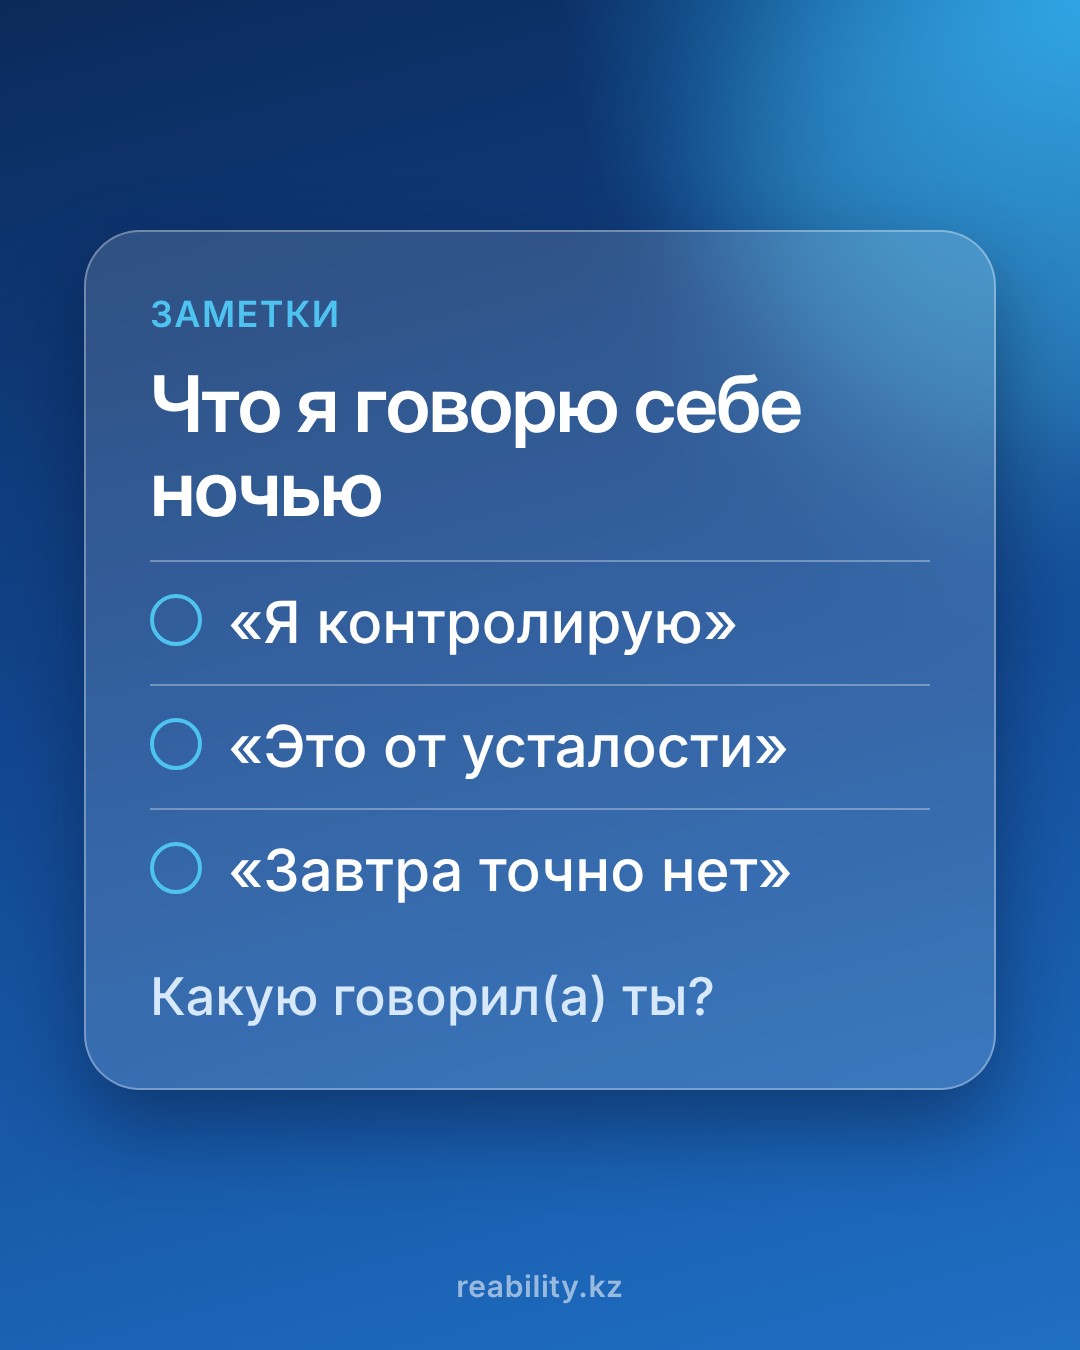 ЗАМЕТКИ
Что я говорю себе
ночью
«Я контролирую»
«Это от усталости»
«Завтра точно нет»
Какую говорил(а) ты?
reability.kz